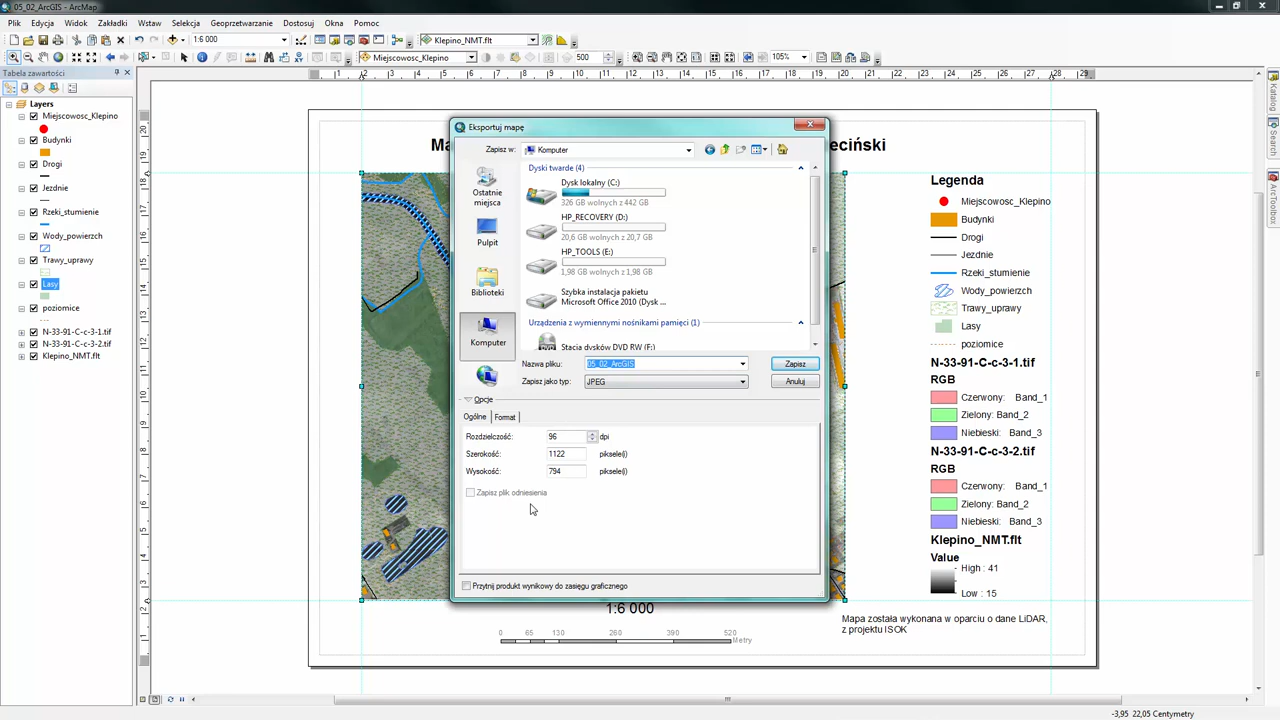 05_02_ArcGIS - ArcMap
Plik Edycja Widok Zakładki Wstaw Selekcja Geoprzetwarzanie Dostosuj Okna Pomoc
1:6 000
Klepino_NMT.flt
Miejscowosc_Klepino
500
105%
Tabela zawartości
Layers
Miejscowosc_Klepino
Budynki
Drogi
Jezdnie
Rzeki_stumienie
Wody_powierzch
Trawy_uprawy
Lasy
poziomice
N-33-91-C-c-3-1.tif
N-33-91-C-c-3-2.tif
Klepino_NMT.flt
Eksportuj mapę
Zapisz w:
Komputer
Ostatnie miejsca
Pulpit
Biblioteki
Komputer
Dyski twarde (4)
Dysk lokalny (C:)
326 GB wolnych z 442 GB
HP_RECOVERY (D:)
20,6 GB wolnych z 20,7 GB
HP_TOOLS (E:)
1,98 GB wolnych z 1,98 GB
Szybka instalacja pakietu
Microsoft Office 2010 (Dysk ...
Urządzenia z wymiennymi nośnikami pamięci (1)
Stacja dysków DVD RW (F:)
Nazwa pliku:
05_02_ArcGIS
Zapisz
Zapisz jako typ:
JPEG
Anuluj
Opcje
Ogólne Format
Rozdzielczość: 96 dpi
Szerokość: 1122 piksele(i)
Wysokość: 794 piksele(i)
Zapisz plik odniesienia
Przytnij produkt wynikowy do zasięgu graficznego
Ma
eciński
Legenda
Miejscowosc_Klepino
Budynki
Drogi
Jezdnie
Rzeki_stumienie
Wody_powierzch
Trawy_uprawy
Lasy
poziomice
N-33-91-C-c-3-1.tif
RGB
Czerwony: Band_1
Zielony: Band_2
Niebieski: Band_3
N-33-91-C-c-3-2.tif
RGB
Czerwony: Band_1
Zielony: Band_2
Niebieski: Band_3
Klepino_NMT.flt
Value
High : 41
Low : 15
1:6 000
0 65 130 260 390 520
Metry
Mapa została wykonana w oparciu o dane LiDAR,
z projektu ISOK
Katalog
Search
ArcToolbox
-3,95 22,05 Centymetry